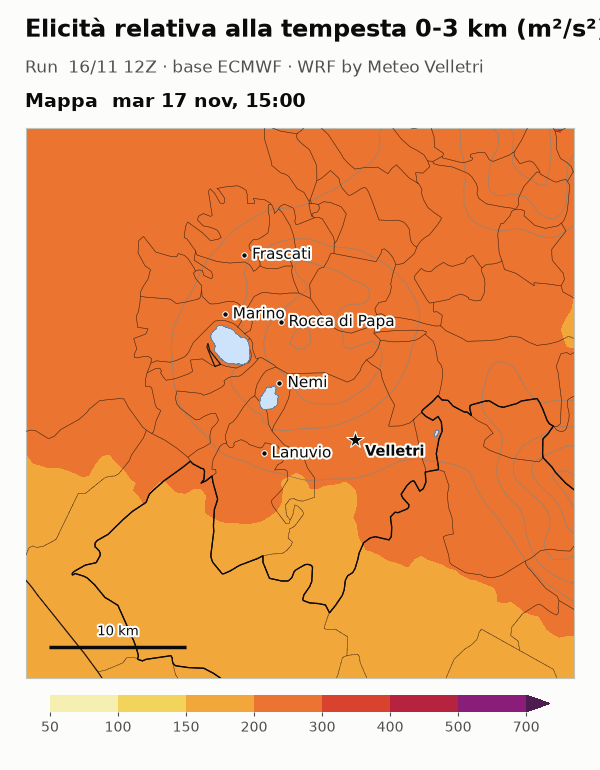 Elicità relativa alla tempesta 0-3 km (m²/s²)
Run  16/11 12Z · base ECMWF · WRF by Meteo Velletri
Mappa  mar 17 nov, 15:00
Frascati
Marino
Rocca di Papa
Nemi
Velletri
Lanuvio
10 km
50 100 150 200 300 400 500 700